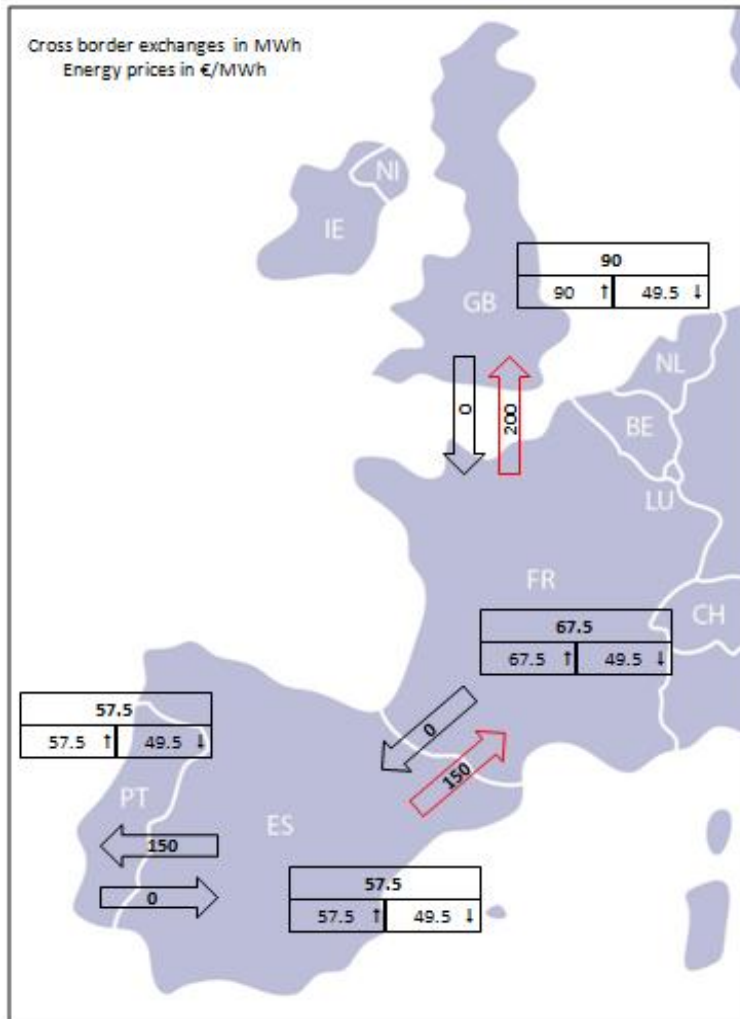 Cross border exchanges in MWh
Energy prices in €/MWh
NI
IE
GB
90
90 ↑ 49.5 ↓
NL
BE
0
200
LU
FR
CH
67.5
67.5 ↑ 49.5 ↓
57.5
57.5 ↑ 49.5 ↓
0
150
PT
ES
150
0
57.5
57.5 ↑ 49.5 ↓